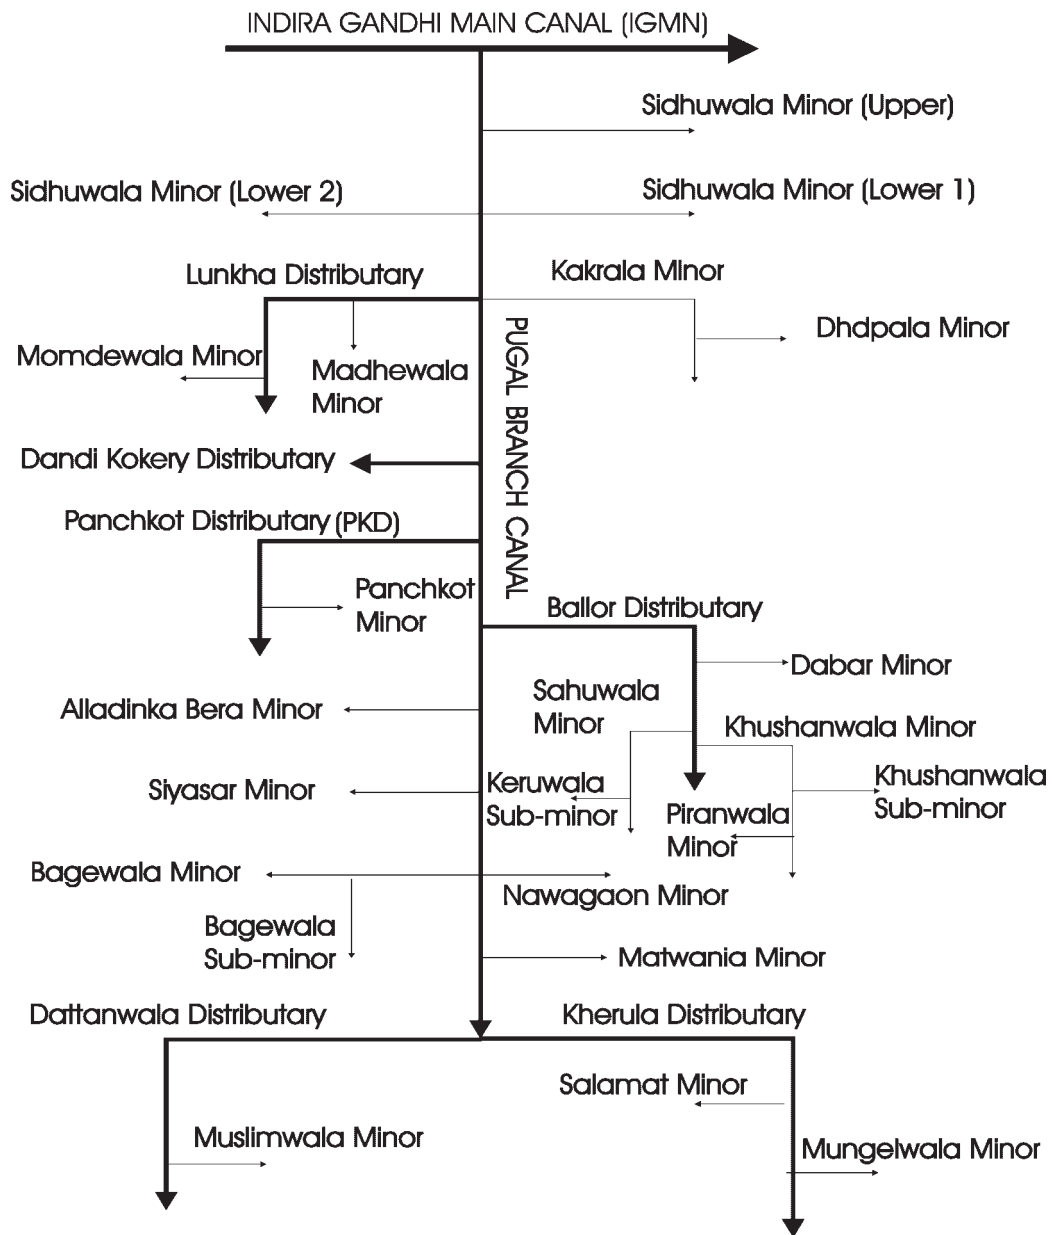 INDIRA GANDHI MAIN CANAL (IGMN)
Sidhuwala Minor (Upper)
Sidhuwala Minor (Lower 2)
Sidhuwala Minor (Lower 1)
Lunkha Distributary
Kakrala Minor
Dhdpala Minor
Momdewala Minor
Madhewala
Minor
PUGAL BRANCH CANAL
Dandi Kokery Distributary
Panchkot Distributary (PKD)
Panchkot
Minor
Ballor Distributary
Dabar Minor
Sahuwala
Minor
Alladinka Bera Minor
Khushanwala Minor
Siyasar Minor
Keruwala
Sub-minor
Khushanwala
Sub-minor
Piranwala
Minor
Bagewala Minor
Nawagaon Minor
Bagewala
Sub-minor
Matwania Minor
Dattanwala Distributary
Kherula Distributary
Salamat Minor
Muslimwala Minor
Mungelwala Minor